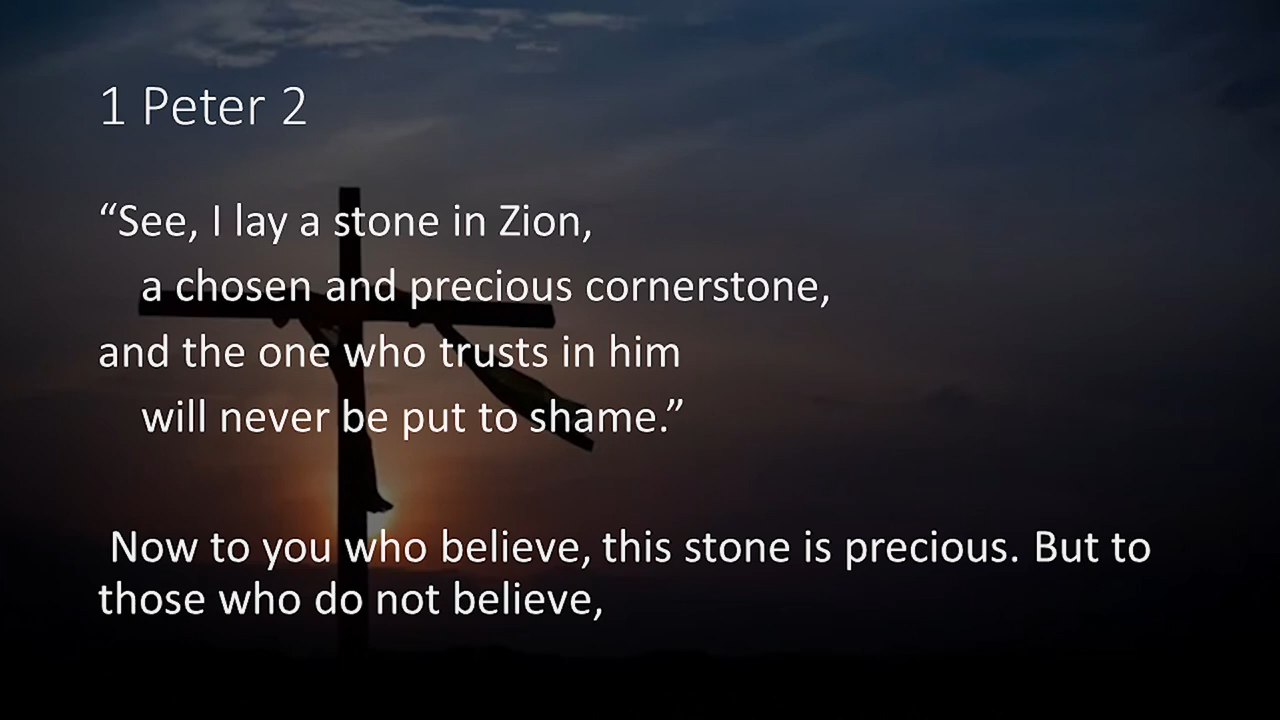 1 Peter 2
“See, I lay a stone in Zion,
a chosen and precious cornerstone,
and the one who trusts in him
will never be put to shame.”
Now to you who believe, this stone is precious. But to
those who do not believe,